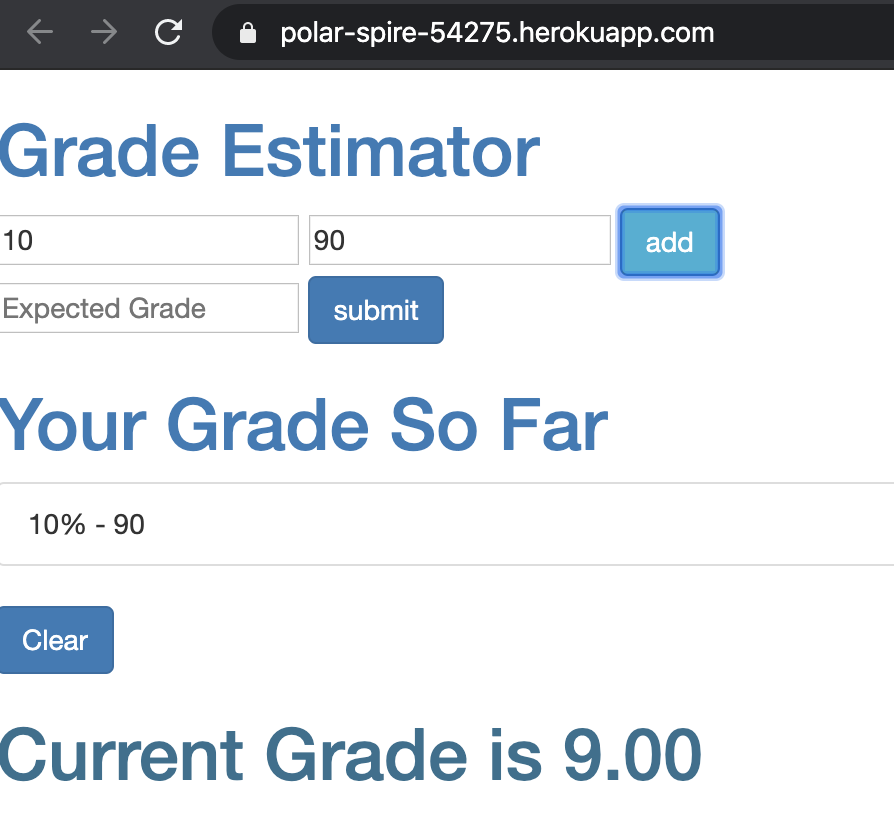 polar-spire-54275.herokuapp.com
Grade Estimator
10 90 add
Expected Grade submit
Your Grade So Far
10% - 90
Clear
Current Grade is 9.00